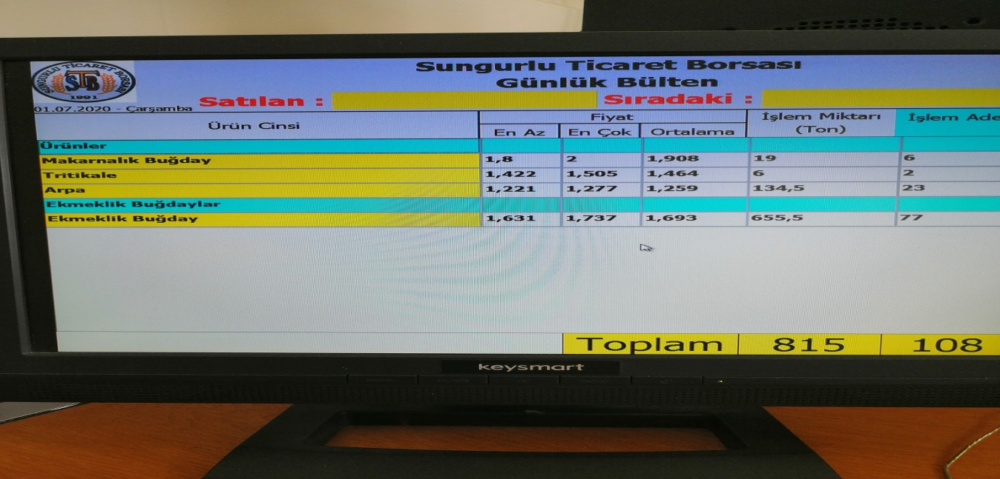 SUNGURLU TİCARET BORSASI
STB
1991
Sungurlu Ticaret Borsası
Günlük Bülten
Satılan : Sıradaki :
01.07.2020 - Çarşamba
Ürün Cinsi Fiyat İşlem Miktarı (Ton) İşlem Ade
En Az En Çok Ortalama
Ürünler
Makarnalık Buğday 1,8 2 1,908 19 6
Tritikale 1,422 1,505 1,464 6 2
Arpa 1,221 1,277 1,259 134,5 23
Ekmeklik Buğdaylar
Ekmeklik Buğday 1,631 1,737 1,693 655,5 77
Toplam 815 108
keysmart